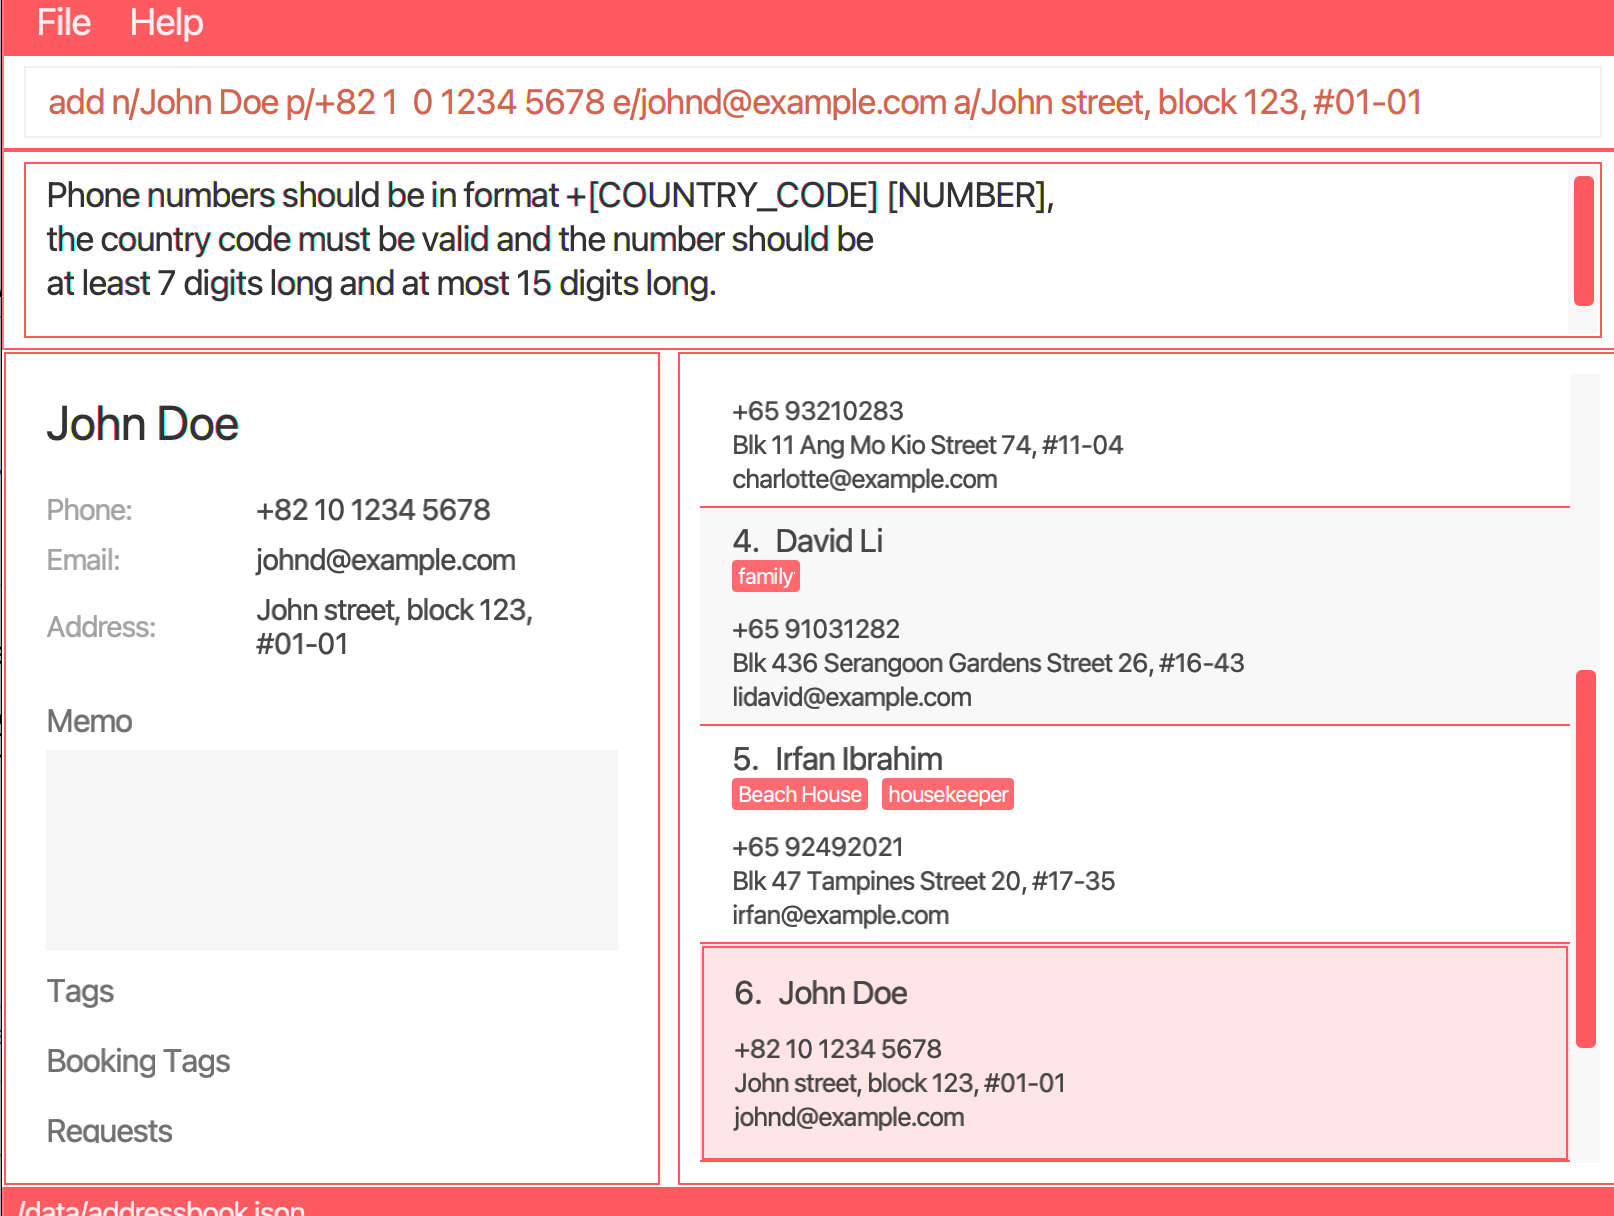 File Help
add n/John Doe p/+82 1  0 1234 5678 e/johnd@example.com a/John street, block 123, #01-01
Phone numbers should be in format +[COUNTRY_CODE] [NUMBER],
the country code must be valid and the number should be
at least 7 digits long and at most 15 digits long.
John Doe
Phone: +82 10 1234 5678
Email: johnd@example.com
Address: John street, block 123,
#01-01
Memo
Tags
Booking Tags
Requests
+65 93210283
Blk 11 Ang Mo Kio Street 74, #11-04
charlotte@example.com
4. David Li
family
+65 91031282
Blk 436 Serangoon Gardens Street 26, #16-43
lidavid@example.com
5. Irfan Ibrahim
Beach House housekeeper
+65 92492021
Blk 47 Tampines Street 20, #17-35
irfan@example.com
6. John Doe
+82 10 1234 5678
John street, block 123, #01-01
johnd@example.com
/data/addressbook.json